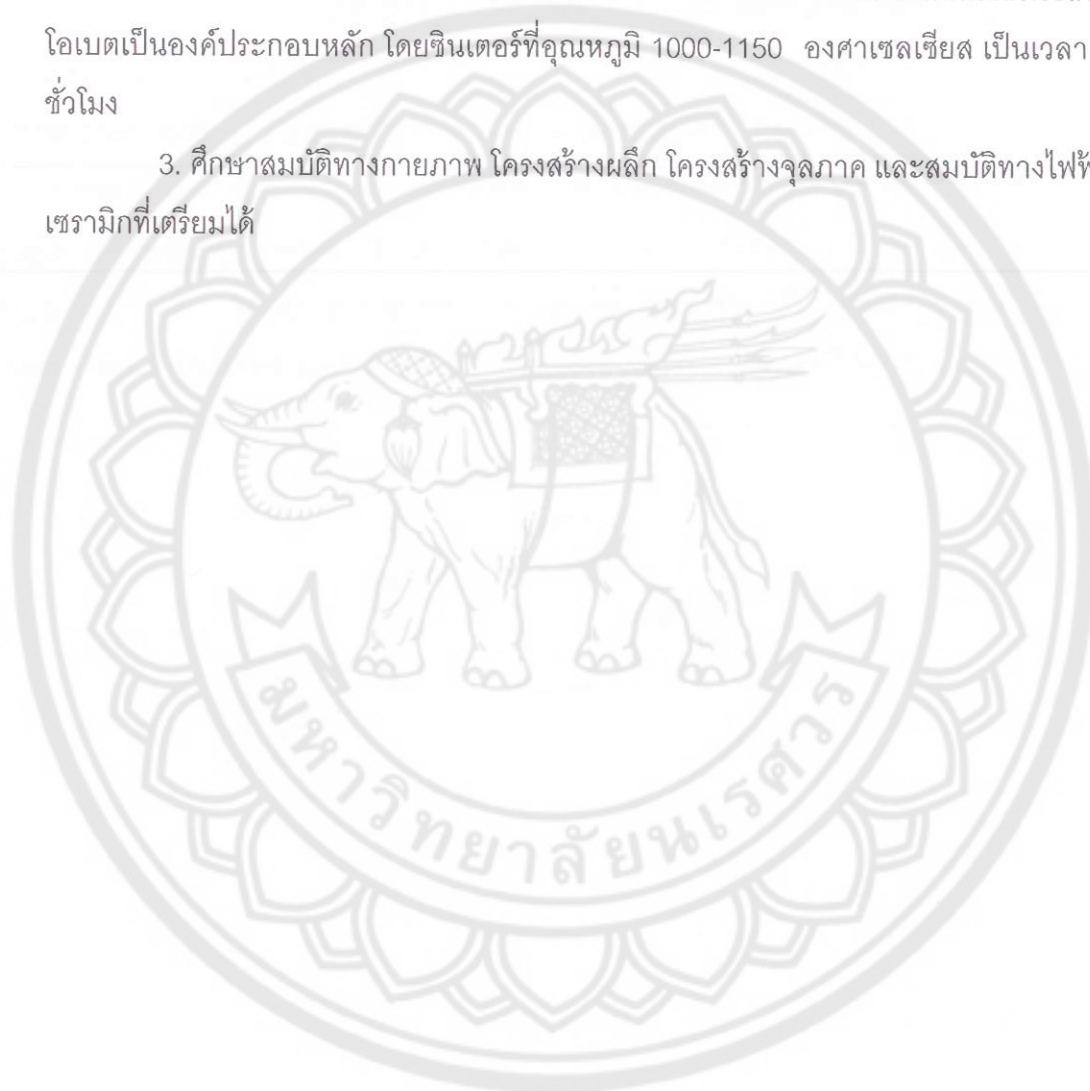 โอเบตเป็นองค์ประกอบหลัก โดยซินเตอร์ที่อุณหภูมิ 1000-1150 องศาเซลเซียส เป็นเวลา
ชั่วโมง
3. ศึกษาสมบัติทางกายภาพ โครงสร้างผลึก โครงสร้างจุลภาค และสมบัติทางไฟฟ้
เซรามิกที่เตรียมได้
มหาวิทยาลัยนเรศวร